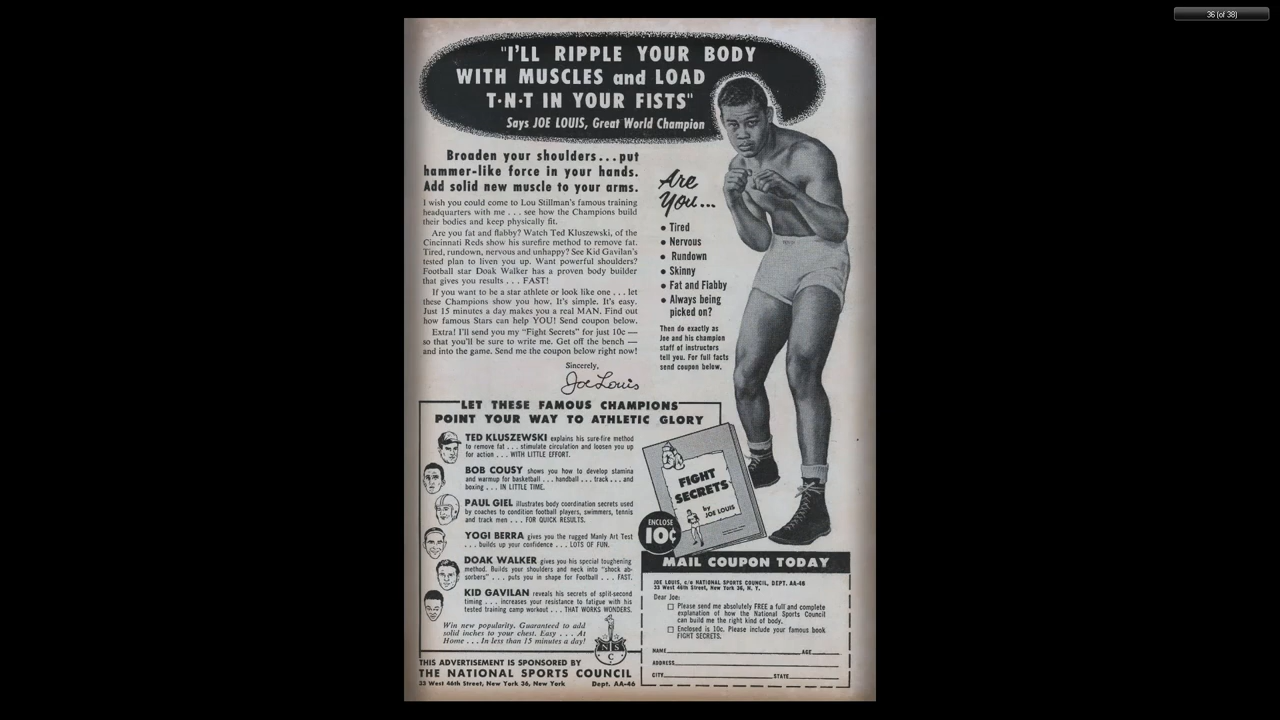 36 (of 38)
"I'LL RIPPLE YOUR BODY
WITH MUSCLES and LOAD
T·N·T IN YOUR FISTS"
Says JOE LOUIS, Great World Champion
Broaden your shoulders...put
hammer-like force in your hands.
Add solid new muscle to your arms.
I wish you could come to Lou Stillman's famous training
headquarters with me . . . see how the Champions build
their bodies and keep physically fit.
Are you fat and flabby? Watch Ted Kluszewski, of the
Cincinnati Reds show his surefire method to remove fat.
Tired, rundown, nervous and unhappy? See Kid Gavilan's
tested plan to liven you up. Want powerful shoulders?
Football star Doak Walker has a proven body builder
that gives you results . . . FAST!
If you want to be a star athlete or look like one . . . let
these Champions show you how. It's simple. It's easy.
Just 15 minutes a day makes you a real MAN. Find out
how famous Stars can help YOU! Send coupon below.
Extra! I'll send you my "Fight Secrets" for just 10c —
so that you'll be sure to write me. Get off the bench —
and into the game. Send me the coupon below right now!
Sincerely,
Joe Louis
Are
You...
• Tired
• Nervous
• Rundown
• Skinny
• Fat and Flabby
• Always being
picked on?
Then do exactly as
Joe and his champion
staff of instructors
tell you. For full facts
send coupon below.
LET THESE FAMOUS CHAMPIONS
POINT YOUR WAY TO ATHLETIC GLORY
TED KLUSZEWSKI explains his sure-fire method
to remove fat . . . stimulate circulation and loosen you up
for action . . . WITH LITTLE EFFORT.
BOB COUSY shows you how to develop stamina
and warmup for basketball . . . handball . . . track . . . and
boxing . . . IN LITTLE TIME.
PAUL GIEL illustrates body coordination secrets used
by coaches to condition football players, swimmers, tennis
and track men . . . FOR QUICK RESULTS.
YOGI BERRA gives you the rugged Manly Art Test
. . . builds up your confidence . . . LOTS OF FUN.
DOAK WALKER gives you his special toughening
method. Builds your shoulders and neck into "shock ab-
sorbers" . . . puts you in shape for Football . . . FAST.
KID GAVILAN reveals his secrets of split-second
timing . . . increases your resistance to fatigue with his
tested training camp workout . . . THAT WORKS WONDERS.
Win new popularity. Guaranteed to add
solid inches to your chest. Easy . . . At
Home . . . In less than 15 minutes a day!
NSC
THIS ADVERTISEMENT IS SPONSORED BY
THE NATIONAL SPORTS COUNCIL
33 West 46th Street, New York 36, New York Dept. AA-46
FIGHT
SECRETS
by
JOE LOUIS
ENCLOSE
10¢
MAIL COUPON TODAY
JOE LOUIS, c/o NATIONAL SPORTS COUNCIL, DEPT. AA-46
33 West 46th Street, New York 36, N. Y.
Dear Joe:
Please send me absolutely FREE a full and complete
explanation of how the National Sports Council
can build me the right kind of body.
Enclosed is 10c. Please include your famous book
FIGHT SECRETS.
NAME AGE
ADDRESS
CITY STATE